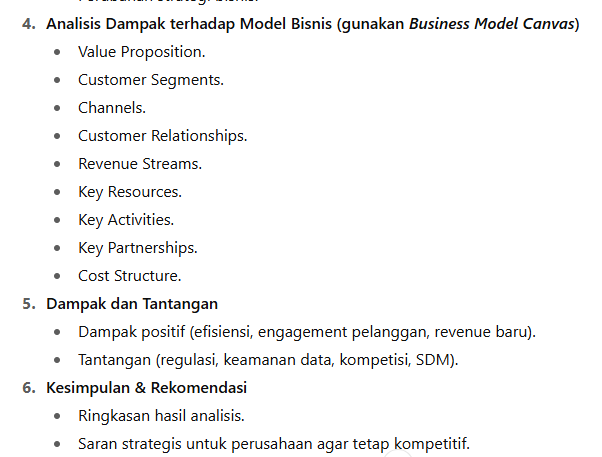 Perubahan strategi bisnis.
4. Analisis Dampak terhadap Model Bisnis (gunakan Business Model Canvas)
• Value Proposition.
• Customer Segments.
• Channels.
• Customer Relationships.
• Revenue Streams.
• Key Resources.
• Key Activities.
• Key Partnerships.
• Cost Structure.
5. Dampak dan Tantangan
• Dampak positif (efisiensi, engagement pelanggan, revenue baru).
• Tantangan (regulasi, keamanan data, kompetisi, SDM).
6. Kesimpulan & Rekomendasi
• Ringkasan hasil analisis.
• Saran strategis untuk perusahaan agar tetap kompetitif.